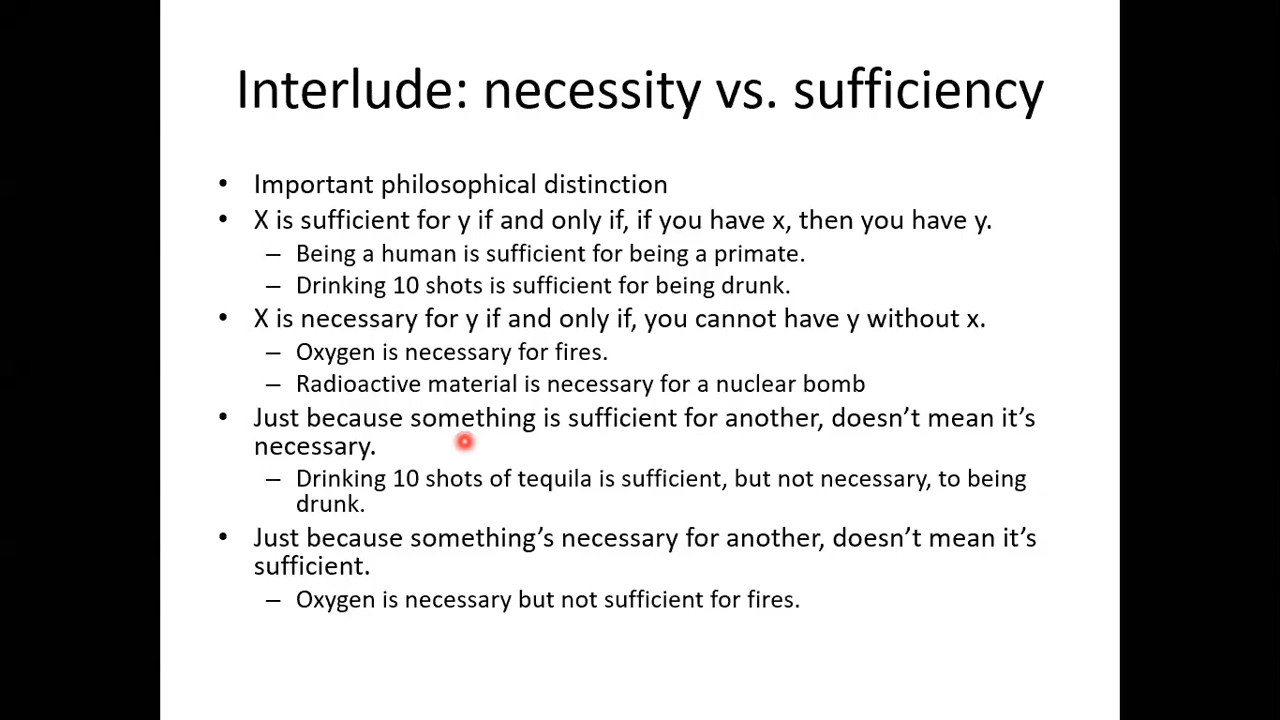 Interlude: necessity vs. sufficiency
• Important philosophical distinction
• X is sufficient for y if and only if, if you have x, then you have y.
– Being a human is sufficient for being a primate.
– Drinking 10 shots is sufficient for being drunk.
• X is necessary for y if and only if, you cannot have y without x.
– Oxygen is necessary for fires.
– Radioactive material is necessary for a nuclear bomb
• Just because something is sufficient for another, doesn’t mean it’s
necessary.
– Drinking 10 shots of tequila is sufficient, but not necessary, to being
drunk.
• Just because something’s necessary for another, doesn’t mean it’s
sufficient.
– Oxygen is necessary but not sufficient for fires.